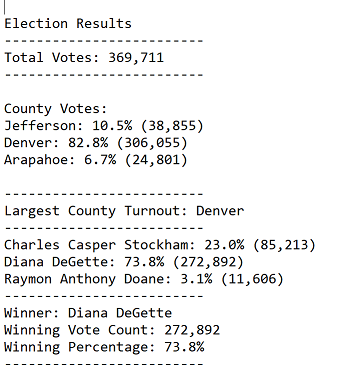 Election Results
-------------------------
Total Votes: 369,711
-------------------------
County Votes:
Jefferson: 10.5% (38,855)
Denver: 82.8% (306,055)
Arapahoe: 6.7% (24,801)
-------------------------
Largest County Turnout: Denver
-------------------------
Charles Casper Stockham: 23.0% (85,213)
Diana DeGette: 73.8% (272,892)
Raymon Anthony Doane: 3.1% (11,606)
-------------------------
Winner: Diana DeGette
Winning Vote Count: 272,892
Winning Percentage: 73.8%
-------------------------